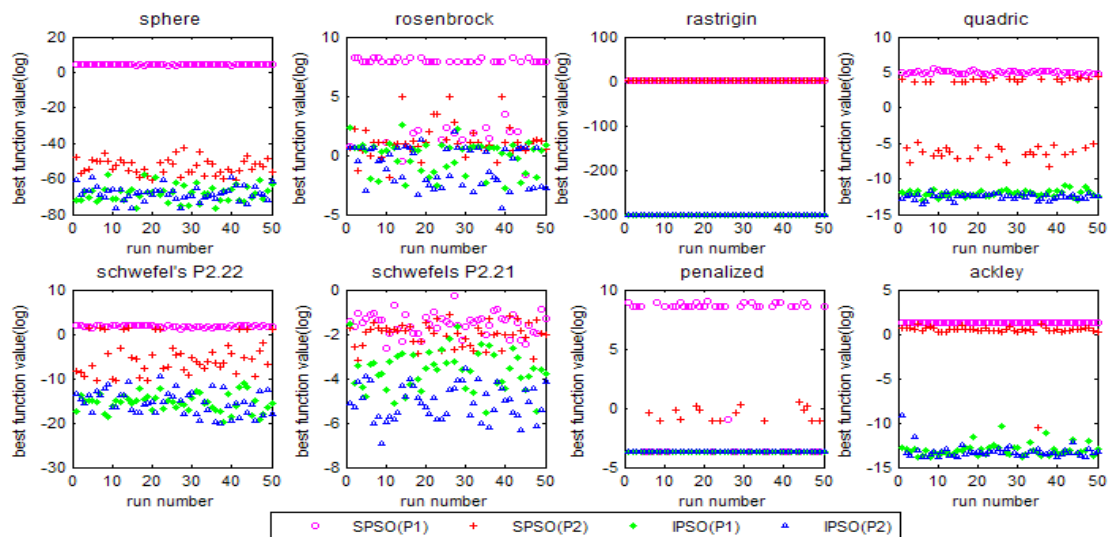 sphere rosenbrock rastrigin quadric
best function value(log) best function value(log) best function value(log) best function value(log)
20 10 100 10
0 5 0 5
-20 0 -100 0
-40 -5 -200 -5
-60 -300 -10
-80 -15
0 10 20 30 40 50 0 10 20 30 40 50 0 10 20 30 40 50 0 10 20 30 40 50
run number run number run number run number
schwefel's P2.22 schwefels P2.21 penalized ackley
best function value(log) best function value(log) best function value(log) best function value(log)
10 0 10 5
0 -2 5 0
-10 -4 0 -5
-20 -6 -5 -10
-30 -8 -15
0 10 20 30 40 50 0 10 20 30 40 50 0 10 20 30 40 50 0 10 20 30 40 50
run number run number run number run number
SPSO(P1) SPSO(P2) IPSO(P1) IPSO(P2)